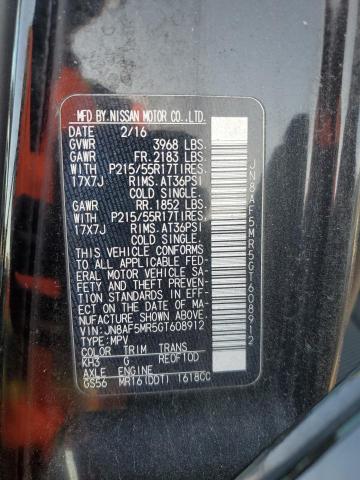 MFD BY.NISSAN MOTOR CO.,LTD.
DATE 2/16
GVWR 3968 LBS.
GAWR FR.2183 LBS.
WITH P215/55R17TIRES,
17X7J RIMS,AT36PSI
COLD SINGLE.
GAWR RR.1852 LBS.
WITH P215/55R17TIRES,
17X7J RIMS,AT36PSI
COLD SINGLE.
THIS VEHICLE CONFORMS
TO ALL APPLICABLE FED-
ERAL MOTOR VEHICLE SA-
FETY AND THEFT PREVEN-
TION STANDARDS IN EFF-
ECT ON THE DATE OF MA-
NUFACTURE SHOWN ABOVE.
VIN:JN8AF5MR5GT608912
TYPE:MPV
COLOR TRIM TRANS
KH3 G RE0F10D
AXLE ENGINE
GS56 MR16(DDT) 1618CC
JN8AF5MR5GT608912